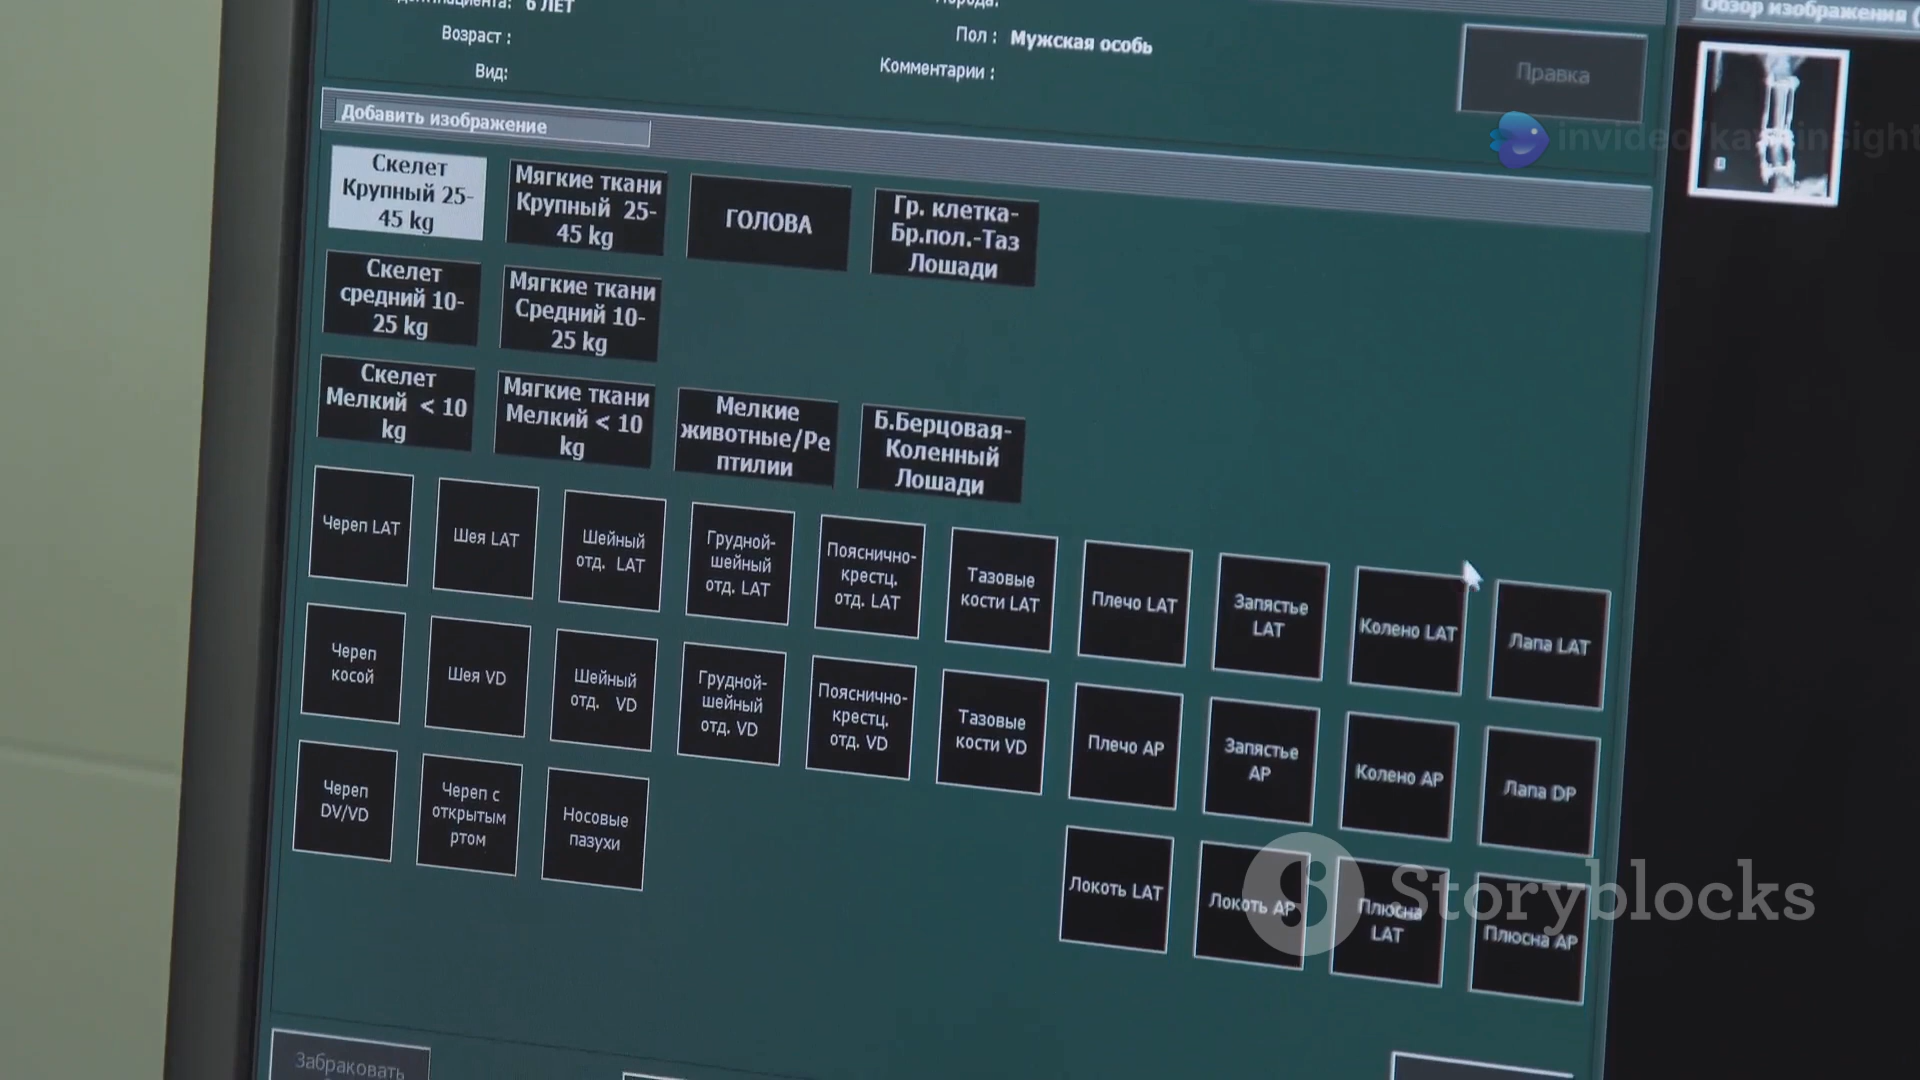 6 ЛЕТ
Возраст :
Пол : Мужская особь
Вид:
Комментарии :
Правка
Обзор изображения
Добавить изображение
Скелет
Крупный 25-
45 kg
Мягкие ткани
Крупный 25-
45 kg
ГОЛОВА
Гр. клетка-
Бр.пол.-Таз
Лошади
Скелет
средний 10-
25 kg
Мягкие ткани
Средний 10-
25 kg
Скелет
Мелкий < 10
kg
Мягкие ткани
Мелкий < 10
kg
Мелкие
животные/Ре
птилии
Б.Берцовая-
Коленный
Лошади
Череп LAT
Шея LAT
Шейный
отд. LAT
Грудной-
шейный
отд. LAT
Пояснично-
крестц.
отд. LAT
Тазовые
кости LAT
Плечо LAT
Запястье
LAT
Колено LAT
Лапа LAT
Череп
косой
Шея VD
Шейный
отд. VD
Грудной-
шейный
отд. VD
Пояснично-
крестц.
отд. VD
Тазовые
кости VD
Плечо AP
Запястье
AP
Колено AP
Лапа DP
Череп
DV/VD
Череп с
открытым
ртом
Носовые
пазухи
Локоть LAT
Локоть AP
Плюсна
LAT
Плюсна AP
Забраковать
Storyblocks